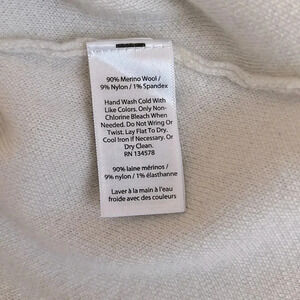 90% Merino Wool /
9% Nylon / 1% Spandex
Hand Wash Cold With
Like Colors. Only Non-
Chlorine Bleach When
Needed. Do Not Wring Or
Twist. Lay Flat To Dry.
Cool Iron if Necessary. Or
Dry Clean.
RN 134578
90% laine mérinos /
9% nylon / 1% élasthanne
Laver à la main à l'eau
froide avec des couleurs